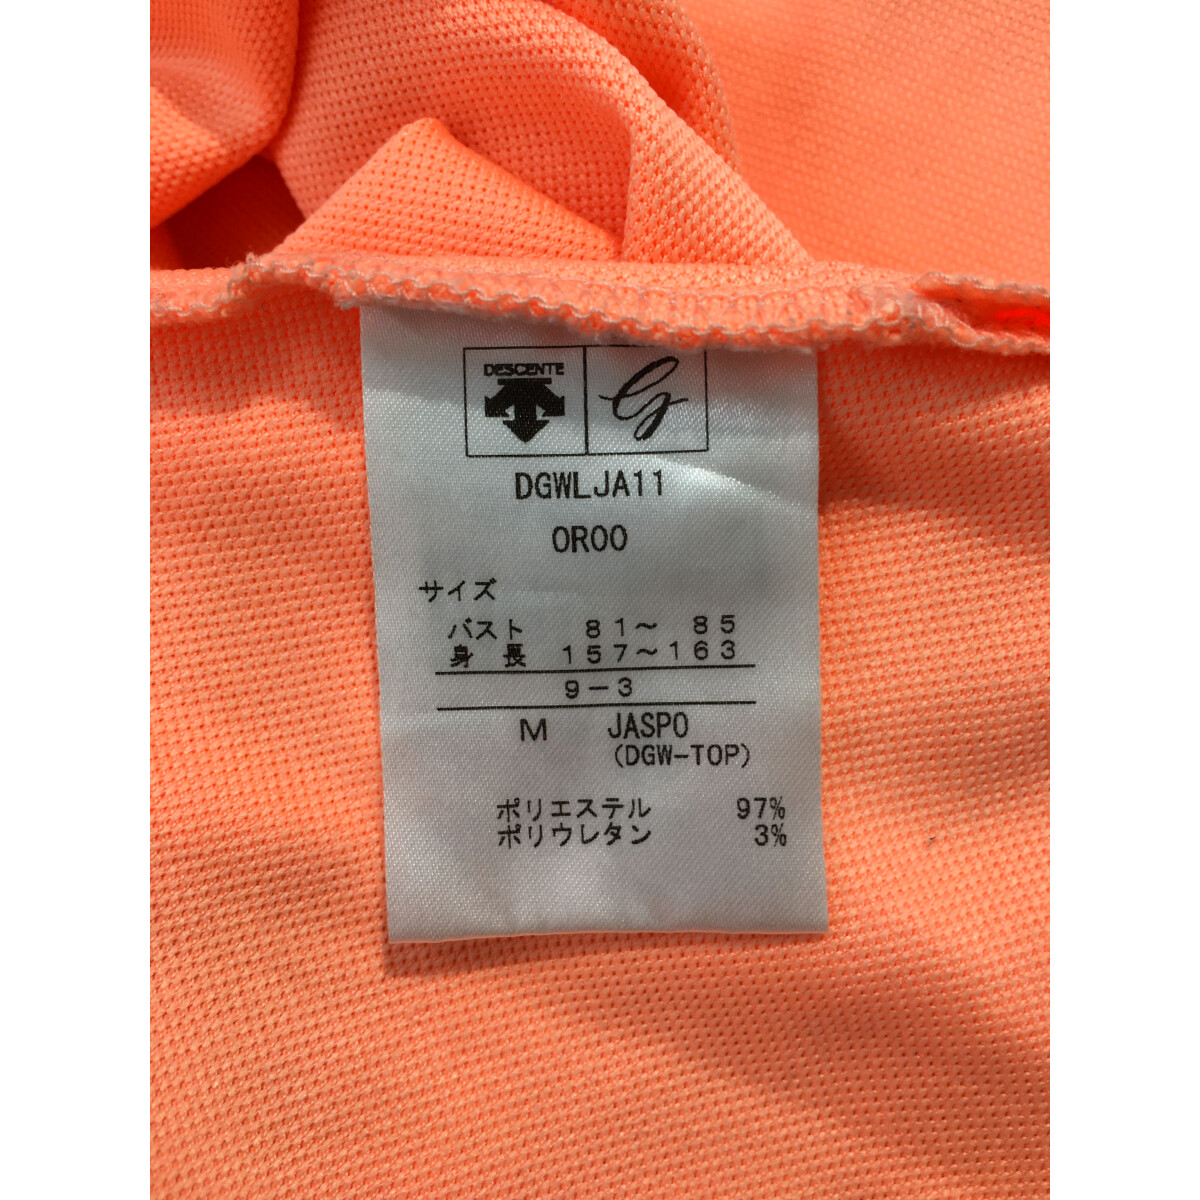 DESCENTE
DGWLJA11
OR00
サイズ
バスト 81～ 85
身 長 157～163
9－3
M JASPO
(DGW-TOP)
ポリエステル 97%
ポリウレタン 3%